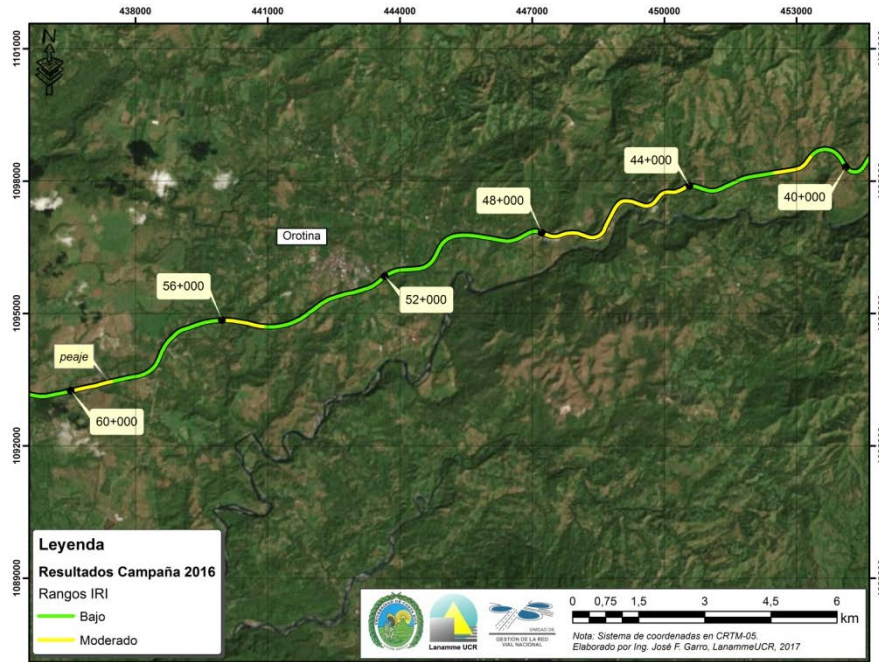 438000 441000 444000 447000 450000 453000
1101000
N
44+000
1098000
48+000
40+000
Orotina
56+000
1095000
52+000
peaje
60+000
1092000
Leyenda
Resultados Campaña 2016
Rangos IRI
1089000
Bajo
Moderado
Lanamme UCR
UNIDAD DE
GESTIÓN DE LA RED
VIAL NACIONAL
0 0,75 1,5 3 4,5 6
km
Nota: Sistema de coordenadas en CRTM-05.
Elaborado por Ing. José F. Garro, LanammeUCR, 2017